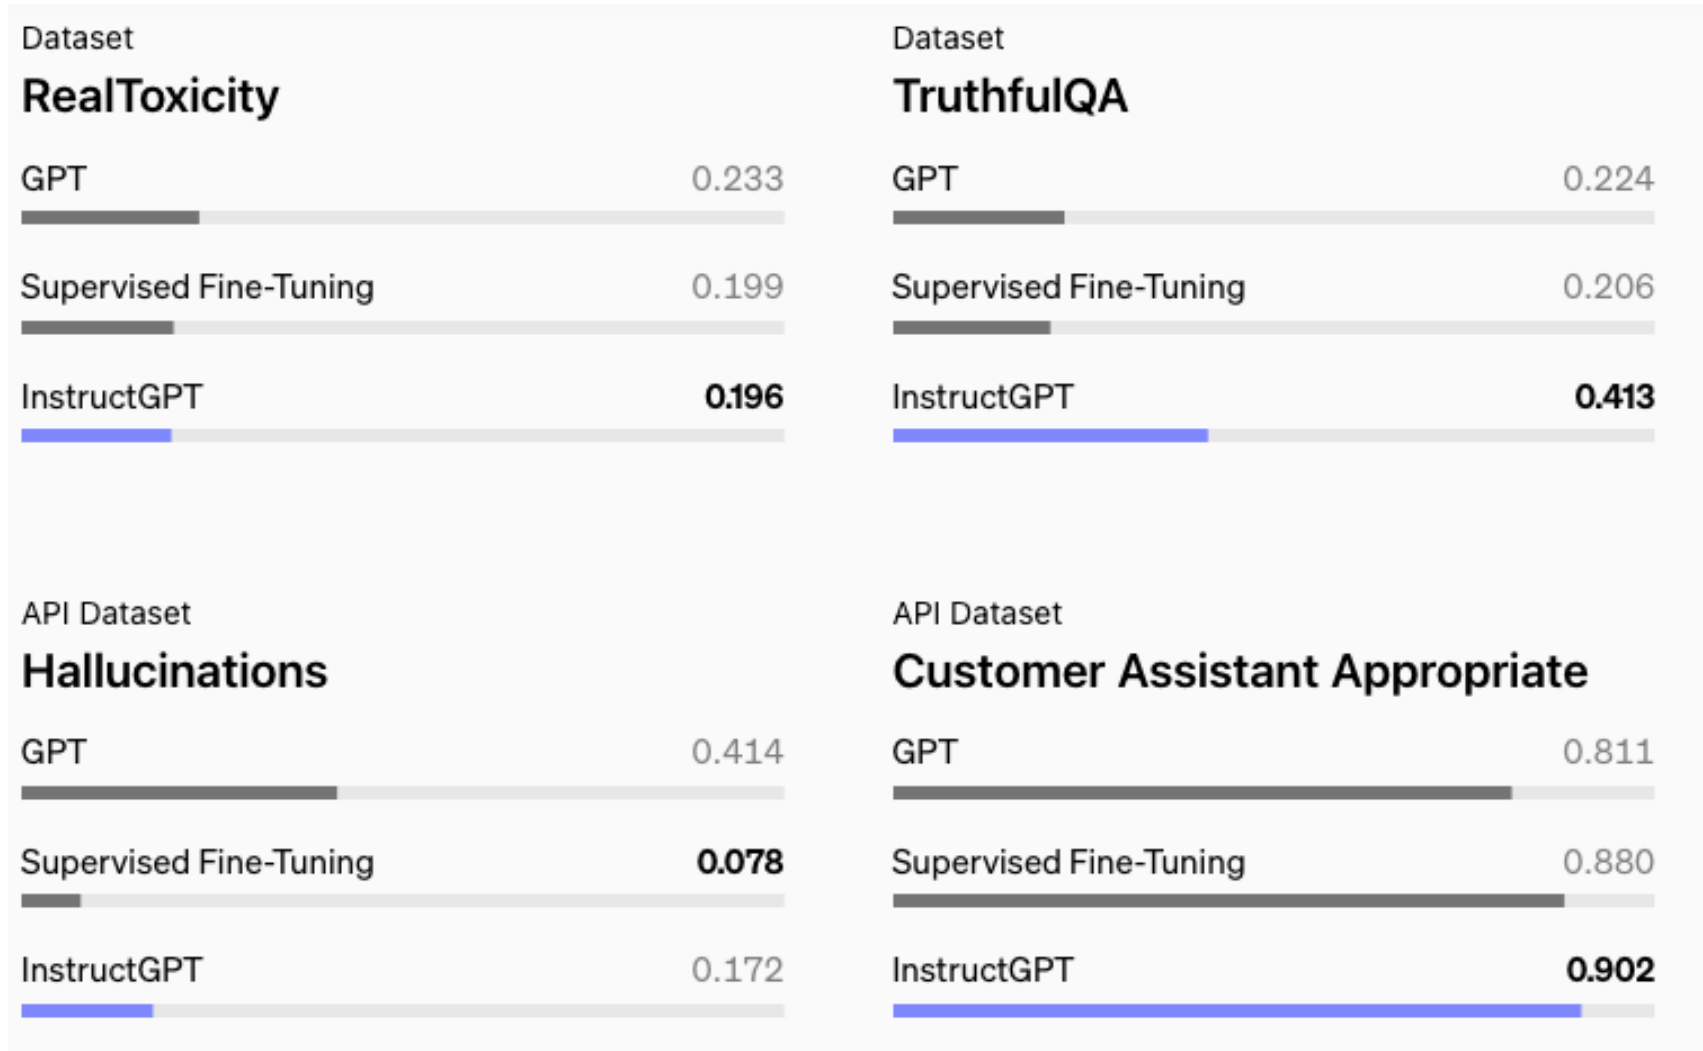 Dataset
RealToxicity
GPT 0.233
Supervised Fine-Tuning 0.199
InstructGPT 0.196
Dataset
TruthfulQA
GPT 0.224
Supervised Fine-Tuning 0.206
InstructGPT 0.413
API Dataset
Hallucinations
GPT 0.414
Supervised Fine-Tuning 0.078
InstructGPT 0.172
API Dataset
Customer Assistant Appropriate
GPT 0.811
Supervised Fine-Tuning 0.880
InstructGPT 0.902